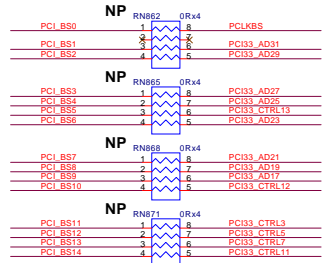 NP
RN862 0Rx4
PCI_BS0 1 8 PCLKBS
2 7
PCI_BS1 3 6 PCI33_AD31
PCI_BS2 4 5 PCI33_AD29
NP
RN865 0Rx4
PCI_BS3 1 8 PCI33_AD27
PCI_BS4 2 7 PCI33_AD25
PCI_BS5 3 6 PCI33_CTRL13
PCI_BS6 4 5 PCI33_AD23
NP
RN868 0Rx4
PCI_BS7 1 8 PCI33_AD21
PCI_BS8 2 7 PCI33_AD19
PCI_BS9 3 6 PCI33_AD17
PCI_BS10 4 5 PCI33_CTRL12
NP
RN871 0Rx4
PCI_BS11 1 8 PCI33_CTRL3
PCI_BS12 2 7 PCI33_CTRL5
PCI_BS13 3 6 PCI33_CTRL7
PCI_BS14 4 5 PCI33_CTRL11